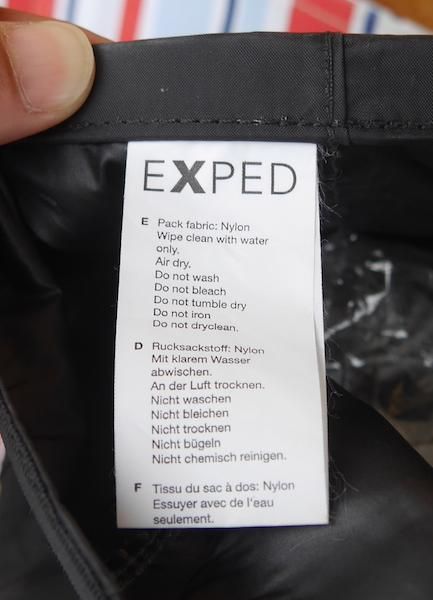 EXPED
E Pack fabric: Nylon
Wipe clean with water
only.
Air dry.
Do not wash
Do not bleach
Do not tumble dry
Do not iron
Do not dryclean.
D Rucksackstoff: Nylon
Mit klarem Wasser
abwischen.
An der Luft trocknen.
Nicht waschen
Nicht bleichen
Nicht trocknen
Nicht bügeln
Nicht chemisch reinigen.
F Tissu du sac à dos: Nylon
Essuyer avec de l'eau
seulement.